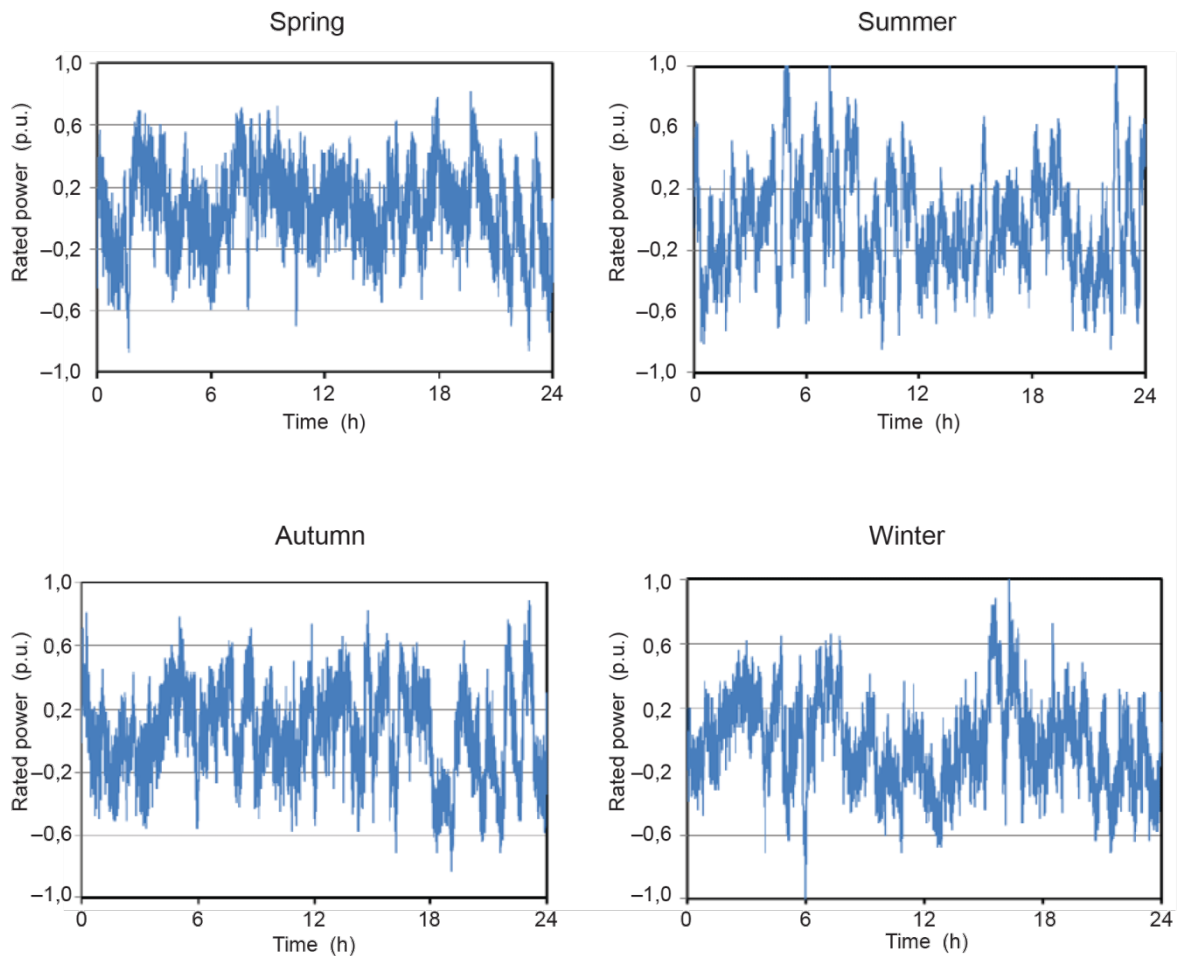 Spring
Summer
Rated power (p.u.)
1,0
0,6
0,2
–0,2
–0,6
–1,0
0 6 12 18 24
Time (h)
Rated power (p.u.)
1,0
0,6
0,2
–0,2
–0,6
–1,0
0 6 12 18 24
Time (h)
Autumn
Winter
Rated power (p.u.)
1,0
0,6
0,2
–0,2
–0,6
–1,0
0 6 12 18 24
Time (h)
Rated power (p.u.)
1,0
0,6
0,2
–0,2
–0,6
–1,0
0 6 12 18 24
Time (h)